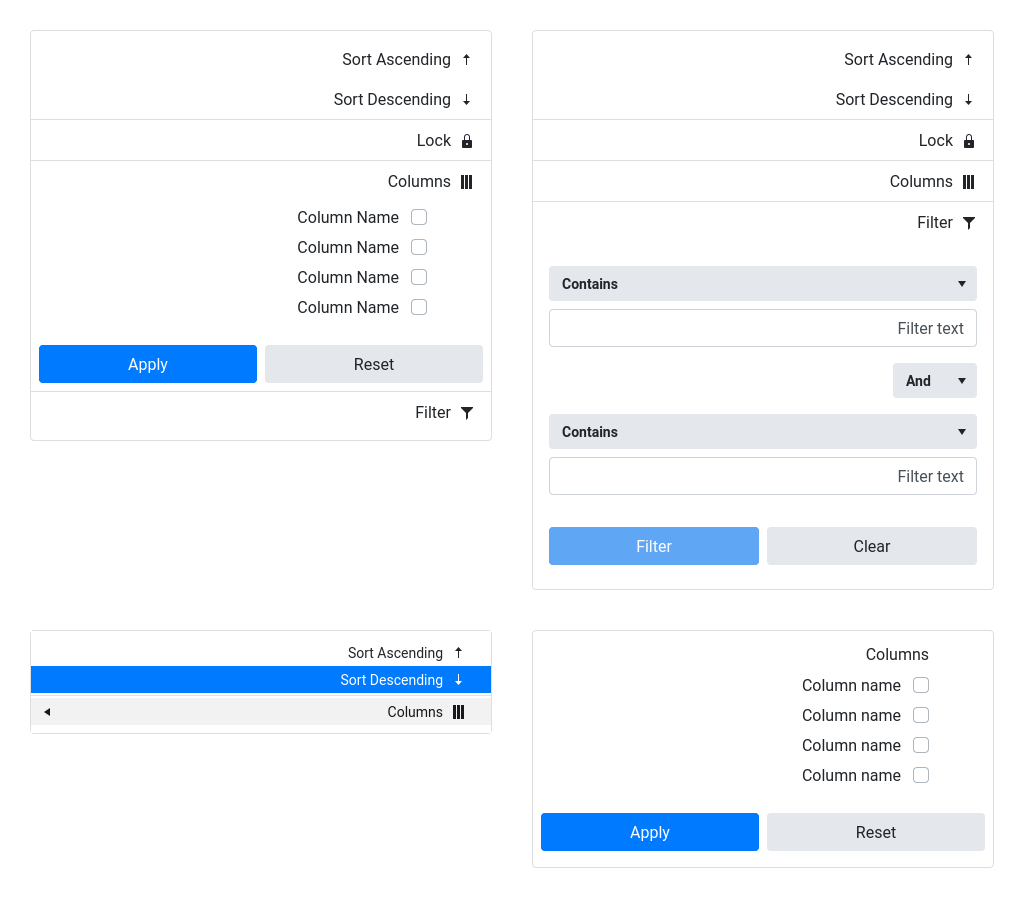 Sort Ascending
Sort Descending
Lock
Columns
Column Name
Column Name
Column Name
Column Name
Apply
Reset
Filter
Sort Ascending
Sort Descending
Lock
Columns
Filter
Contains
Filter text
And
Contains
Filter text
Filter
Clear
Sort Ascending
Sort Descending
Columns
Columns
Column name
Column name
Column name
Column name
Apply
Reset